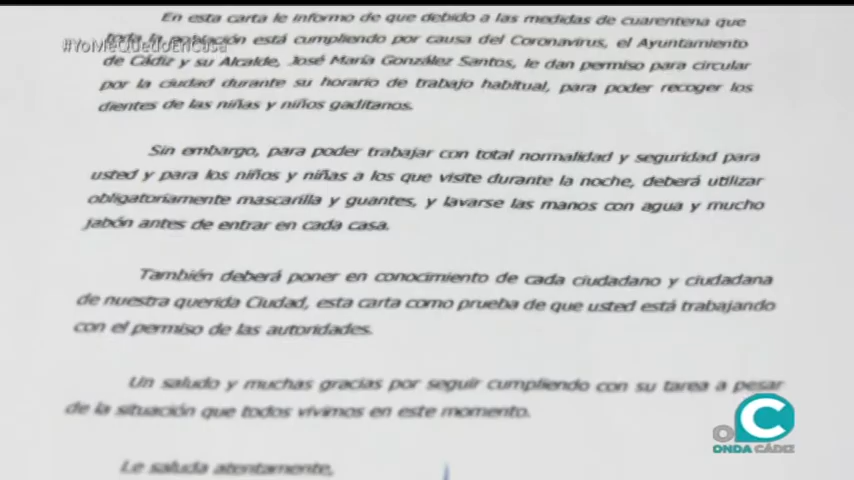 En esta carta le informo de que debido a las medidas de cuarentena que
toda la población está cumpliendo por causa del Coronavirus, el Ayuntamiento
#YoMeQuedoEnCasa
de Cádiz y su Alcalde, José María González Santos, le dan permiso para circular
por la ciudad durante su horario de trabajo habitual, para poder recoger los
dientes de las niñas y niños gaditanos.
Sin embargo, para poder trabajar con total normalidad y seguridad para
usted y para los niños y niñas a los que visite durante la noche, deberá utilizar
obligatoriamente mascarilla y guantes, y lavarse las manos con agua y mucho
jabón antes de entrar en cada casa.
También deberá poner en conocimiento de cada ciudadano y ciudadana
de nuestra querida Ciudad, esta carta como prueba de que usted está trabajando
con el permiso de las autoridades.
Un saludo y muchas gracias por seguir cumpliendo con su tarea a pesar
de la situación que todos vivimos en este momento.
Le saluda atentamente,
OC
ONDA CÁDIZ